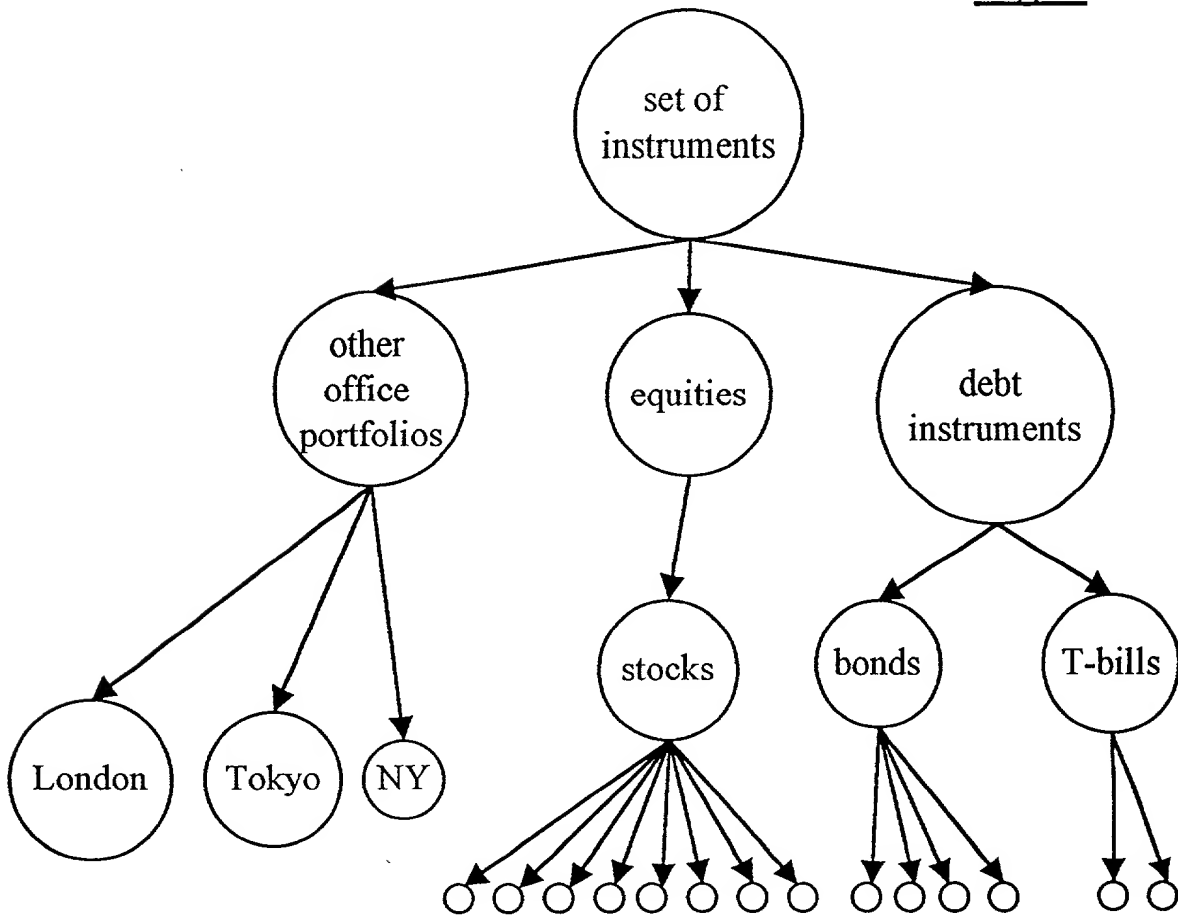 set of
instruments
other
office
portfolios
equities
debt
instruments
stocks
bonds
T-bills
London
Tokyo
NY